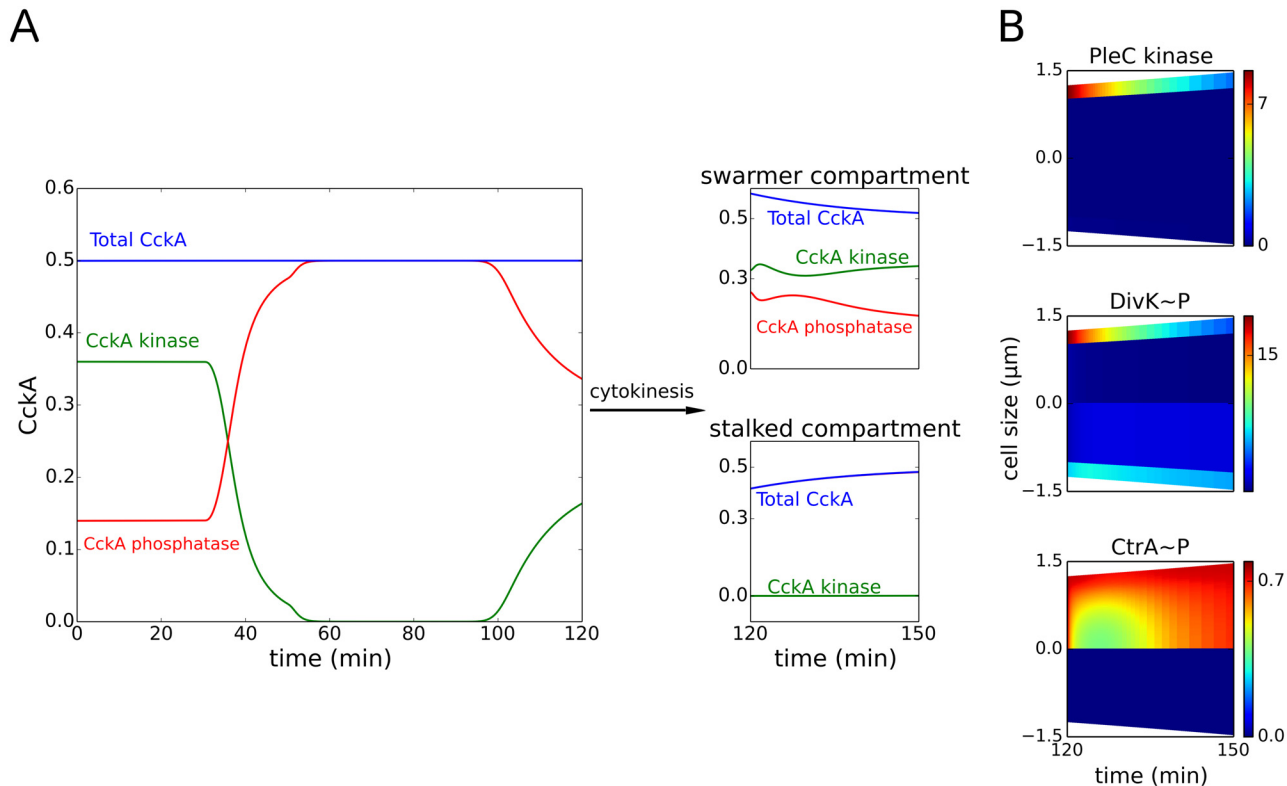 A
0.6
0.5
0.4
0.3
0.2
0.1
0.0
CckA
Total CckA
CckA kinase
CckA phosphatase
0 20 40 60 80 100 120
time (min)
cytokinesis
swarmer compartment
0.5
0.3
0.0
Total CckA
CckA kinase
CckA phosphatase
stalked compartment
0.5
0.3
0.0
Total CckA
CckA kinase
120 150
time (min)
B
PleC kinase
1.5
0.0
−1.5
7
0
DivK~P
1.5
0.0
−1.5
15
cell size (μm)
CtrA~P
1.5
0.0
−1.5
0.7
0.0
120 150
time (min)